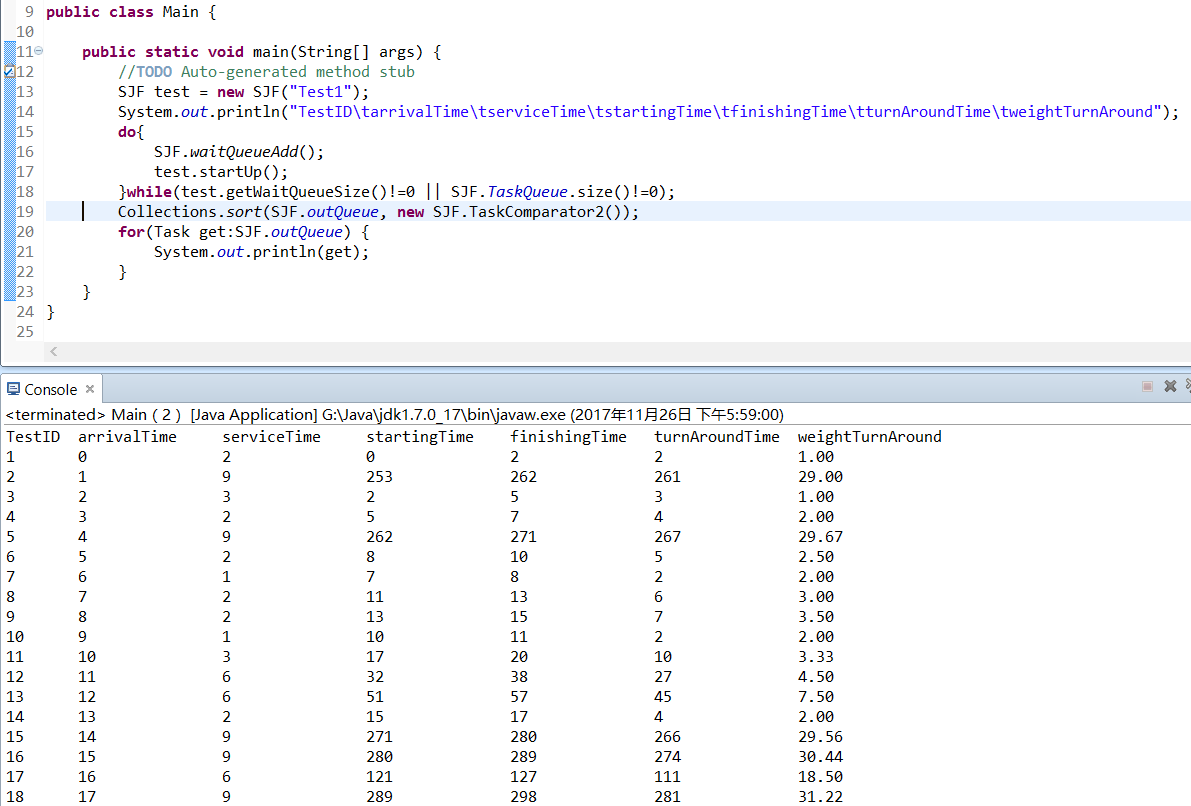 9 public class Main {
10
11 public static void main(String[] args) {
12 //TODO Auto-generated method stub
13 SJF test = new SJF("Test1");
14 System.out.println("TestID\tarrivalTime\tserviceTime\tstartingTime\tfinishingTime\tturnAroundTime\tweightTurnAround");
15 do{
16 SJF.waitQueueAdd();
17 test.startUp();
18 }while(test.getWaitQueueSize()!=0 || SJF.TaskQueue.size()!=0);
19 Collections.sort(SJF.outQueue, new SJF.TaskComparator2());
20 for(Task get:SJF.outQueue) {
21 System.out.println(get);
22 }
23 }
24 }
25
Console
<terminated> Main ( 2 ) [Java Application] G:\Java\jdk1.7.0_17\bin\javaw.exe (2017年11月26日 下午5:59:00)
TestID arrivalTime serviceTime startingTime finishingTime turnAroundTime weightTurnAround
1 0 2 0 2 2 1.00
2 1 9 253 262 261 29.00
3 2 3 2 5 3 1.00
4 3 2 5 7 4 2.00
5 4 9 262 271 267 29.67
6 5 2 8 10 5 2.50
7 6 1 7 8 2 2.00
8 7 2 11 13 6 3.00
9 8 2 13 15 7 3.50
10 9 1 10 11 2 2.00
11 10 3 17 20 10 3.33
12 11 6 32 38 27 4.50
13 12 6 51 57 45 7.50
14 13 2 15 17 4 2.00
15 14 9 271 280 266 29.56
16 15 9 280 289 274 30.44
17 16 6 121 127 111 18.50
18 17 9 289 298 281 31.22